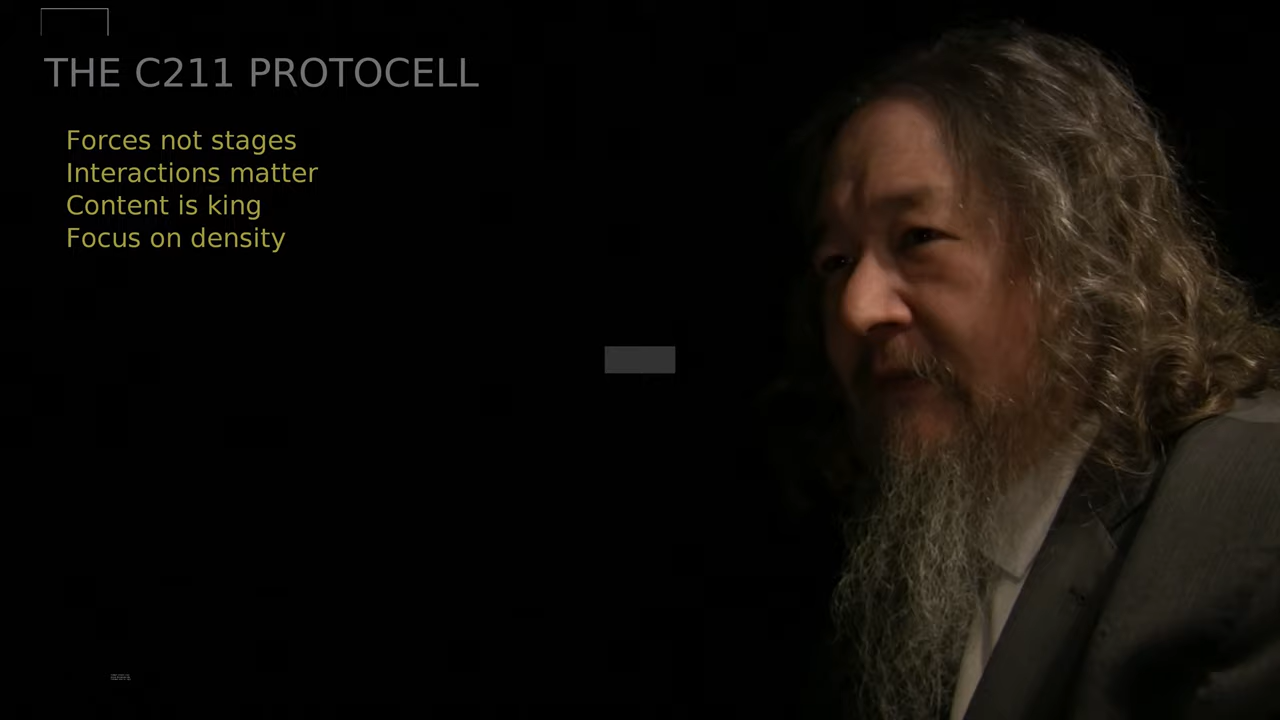 THE C211 PROTOCELL
Forces not stages
Interactions matter
Content is king
Focus on density